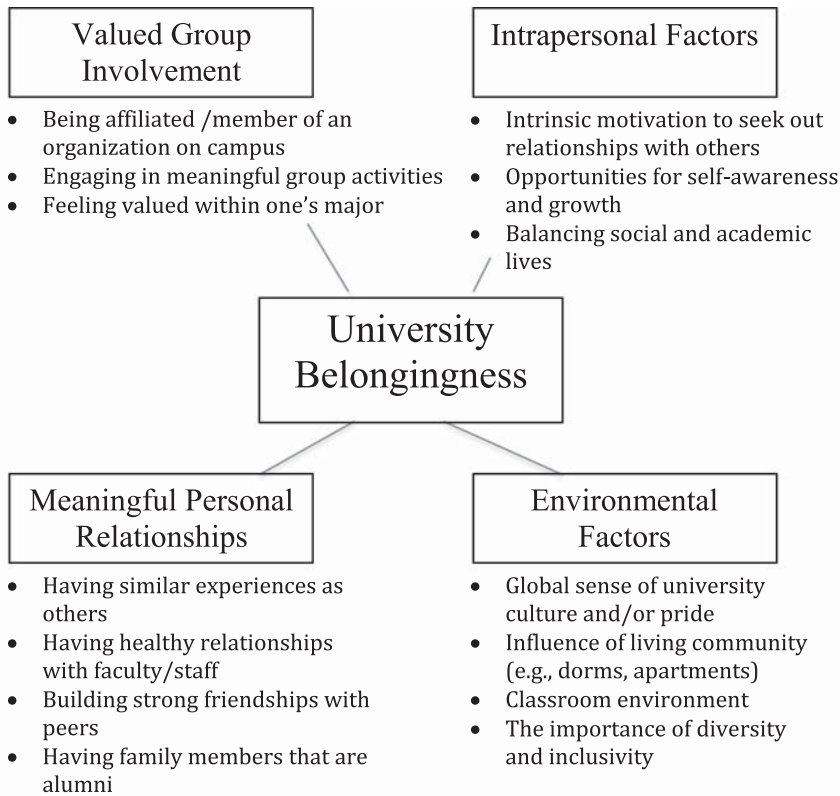 Valued Group
Involvement
• Being affiliated /member of an
organization on campus
• Engaging in meaningful group activities
• Feeling valued within one's major
Intrapersonal Factors
• Intrinsic motivation to seek out
relationships with others
• Opportunities for self-awareness
and growth
• Balancing social and academic
lives
University
Belongingness
Meaningful Personal
Relationships
• Having similar experiences as
others
• Having healthy relationships
with faculty/staff
• Building strong friendships with
peers
• Having family members that are
alumni
Environmental
Factors
• Global sense of university
culture and/or pride
• Influence of living community
(e.g., dorms, apartments)
• Classroom environment
• The importance of diversity
and inclusivity